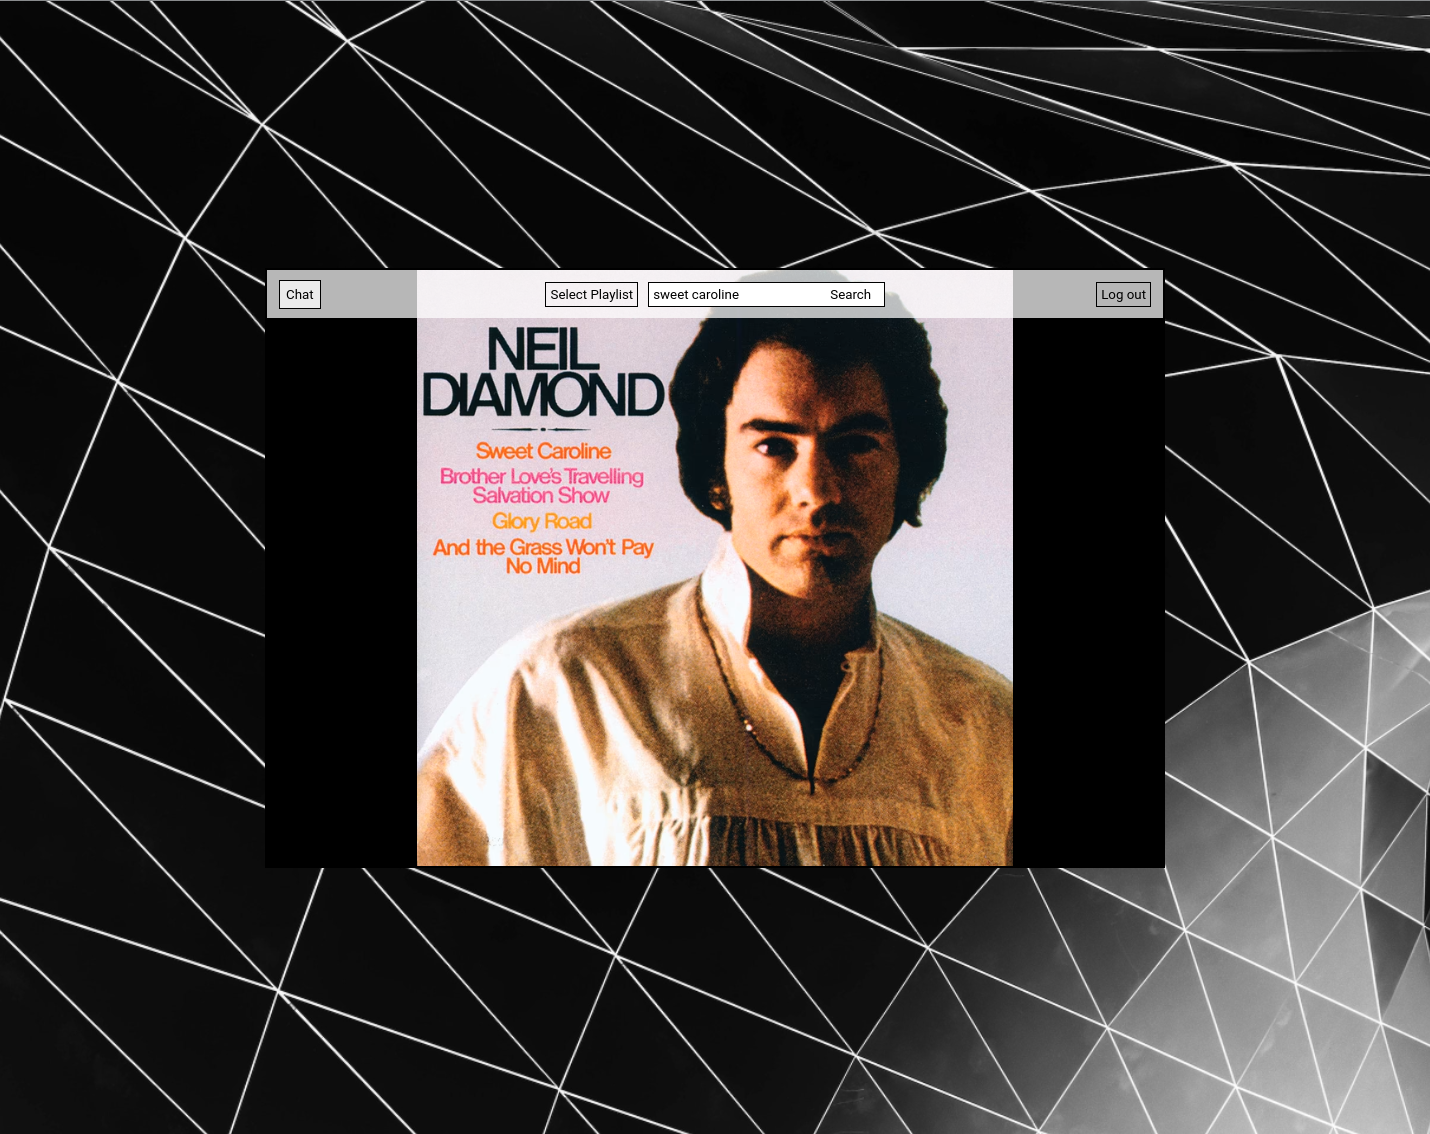 Chat
Select Playlist
sweet caroline
Search
Log out
NEIL
DIAMOND
Sweet Caroline
Brother Love's Travelling
Salvation Show
Glory Road
And the Grass Won't Pay
No Mind